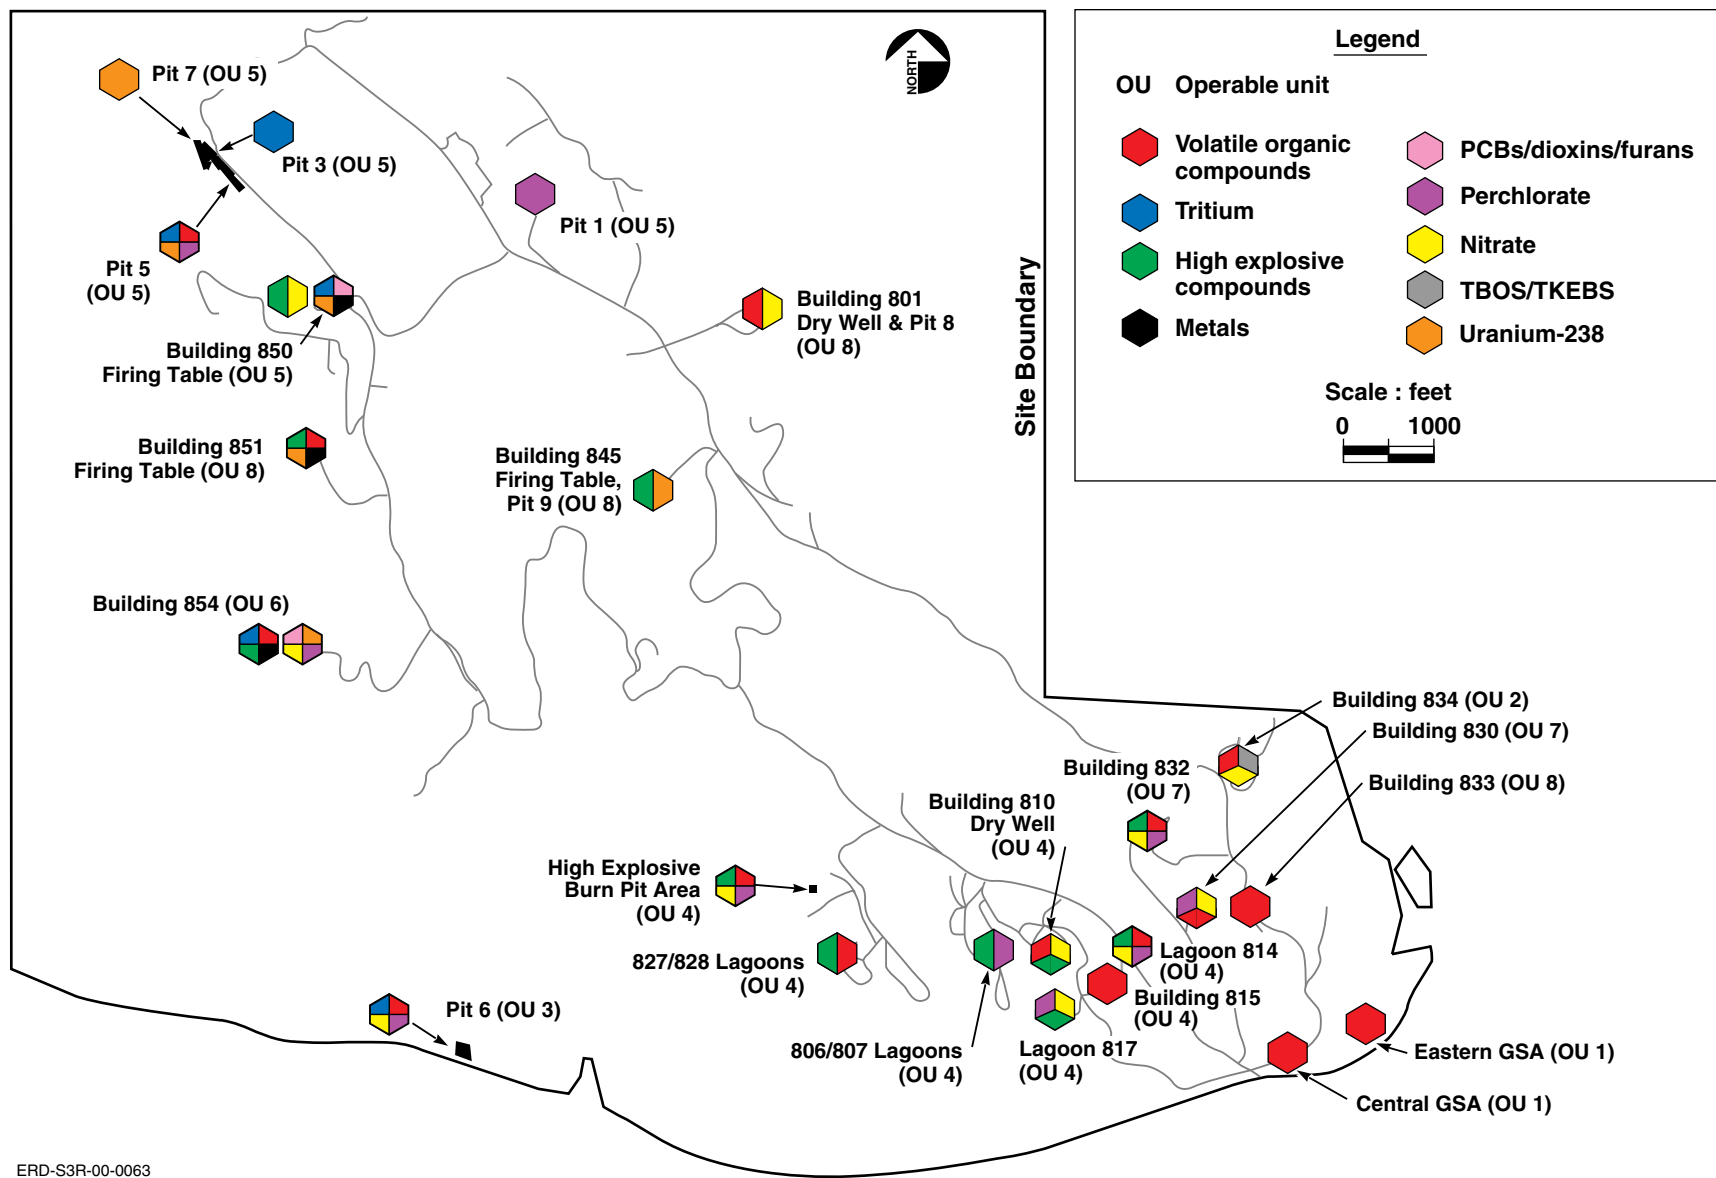 Pit 7 (OU 5)
Pit 3 (OU 5)
Pit 5
(OU 5)
Pit 1 (OU 5)
NORTH
Building 850
Firing Table (OU 5)
Building 801
Dry Well & Pit 8
(OU 8)
Site Boundary
Building 851
Firing Table (OU 8)
Building 845
Firing Table,
Pit 9 (OU 8)
Building 854 (OU 6)
Legend
OU Operable unit
Volatile organic
compounds
Tritium
High explosive
compounds
Metals
PCBs/dioxins/furans
Perchlorate
Nitrate
TBOS/TKEBS
Uranium-238
Scale : feet
0 1000
Building 834 (OU 2)
Building 830 (OU 7)
Building 832
(OU 7)
Building 833 (OU 8)
Building 810
Dry Well
(OU 4)
High Explosive
Burn Pit Area
(OU 4)
827/828 Lagoons
(OU 4)
Lagoon 814
(OU 4)
Building 815
(OU 4)
Pit 6 (OU 3)
806/807 Lagoons
(OU 4)
Lagoon 817
(OU 4)
Eastern GSA (OU 1)
Central GSA (OU 1)
ERD-S3R-00-0063